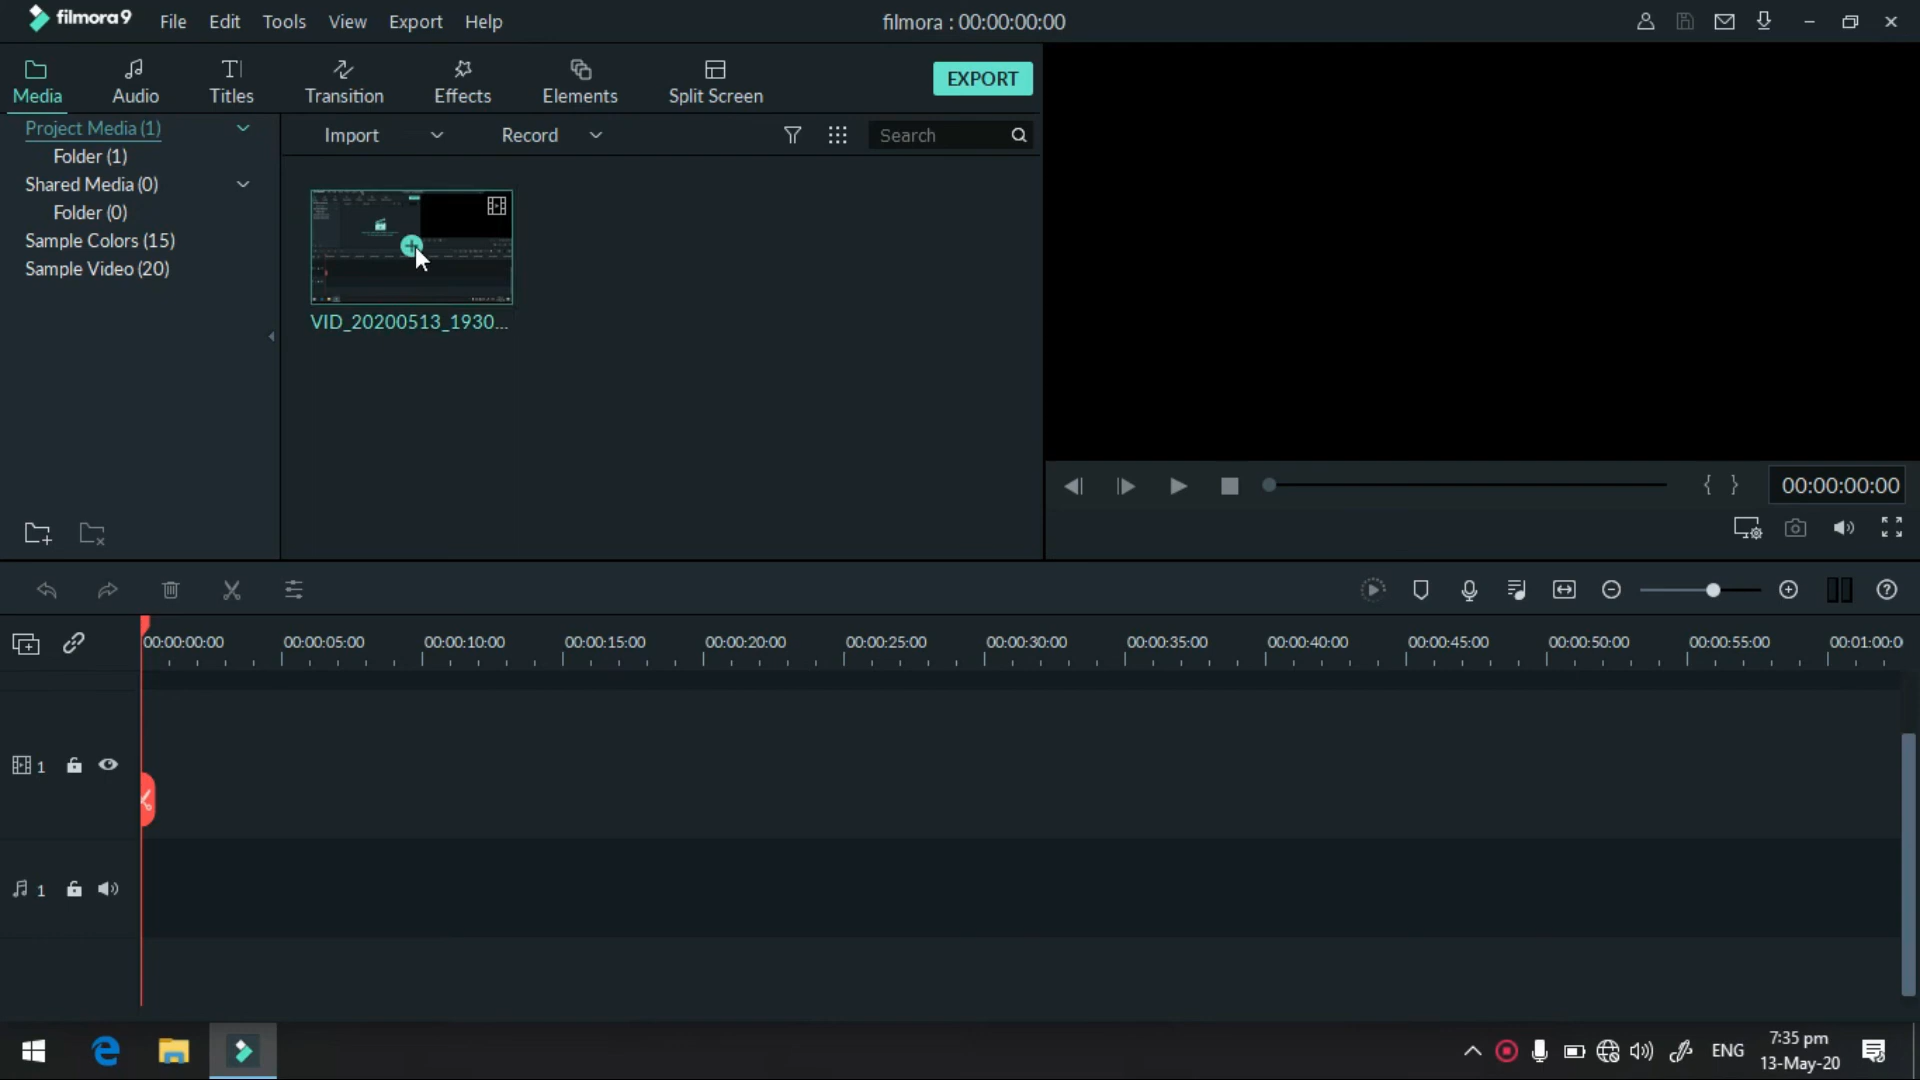 filmora9 File Edit Tools View Export Help filmora : 00:00:00:00
Media Audio Titles Transition Effects Elements Split Screen EXPORT
Project Media (1)
Folder (1)
Shared Media (0)
Folder (0)
Sample Colors (15)
Sample Video (20)
Import Record Search
VID_20200513_1930...
{ } 00:00:00:00
00:00:00:00 00:00:05:00 00:00:10:00 00:00:15:00 00:00:20:00 00:00:25:00 00:00:30:00 00:00:35:00 00:00:40:00 00:00:45:00 00:00:50:00 00:00:55:00 00:01:00:0
1
1
ENG
7:35 pm
13-May-20